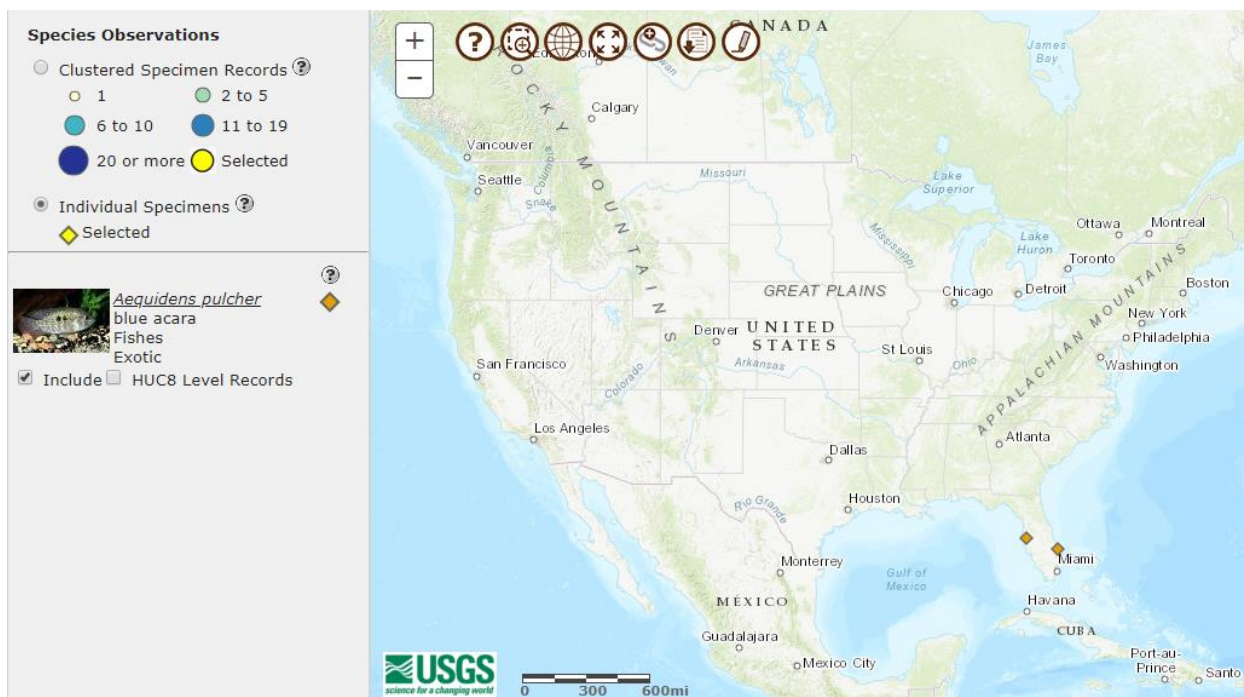 Species Observations
Clustered Specimen Records ?
1
2 to 5
6 to 10
11 to 19
20 or more
Selected
Individual Specimens ?
Selected
?
Aequidens pulcher
blue acara
Fishes
Exotic
Include HUC8 Level Records
+
−
?
CANADA
James
Bay
ROCKY MOUNTAINS
Calgary
Vancouver
Columbia
Seattle
Snake
Missouri
Lake
Superior
Ottawa
Montreal
Lake
Huron
Toronto
Mississippi
GREAT PLAINS
Chicago
Detroit
Boston
New York
Philadelphia
Washington
APPALACHIAN MOUNTAINS
Denver
UNITED
STATES
St Louis
Ohio
San Francisco
Colorado
Arkansas
Los Angeles
Dallas
Atlanta
Houston
Rio Grande
Miami
Monterrey
Gulf of
Mexico
MÉXICO
Havana
CUBA
Guadalajara
Mexico City
Port-au-
Prince
Santo
USGS
science for a changing world
0 300 600mi